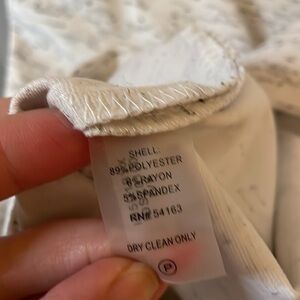 SHELL:
89% POLYESTER
6% RAYON
5% SPANDEX
RN# 54163
DRY CLEAN ONLY
P